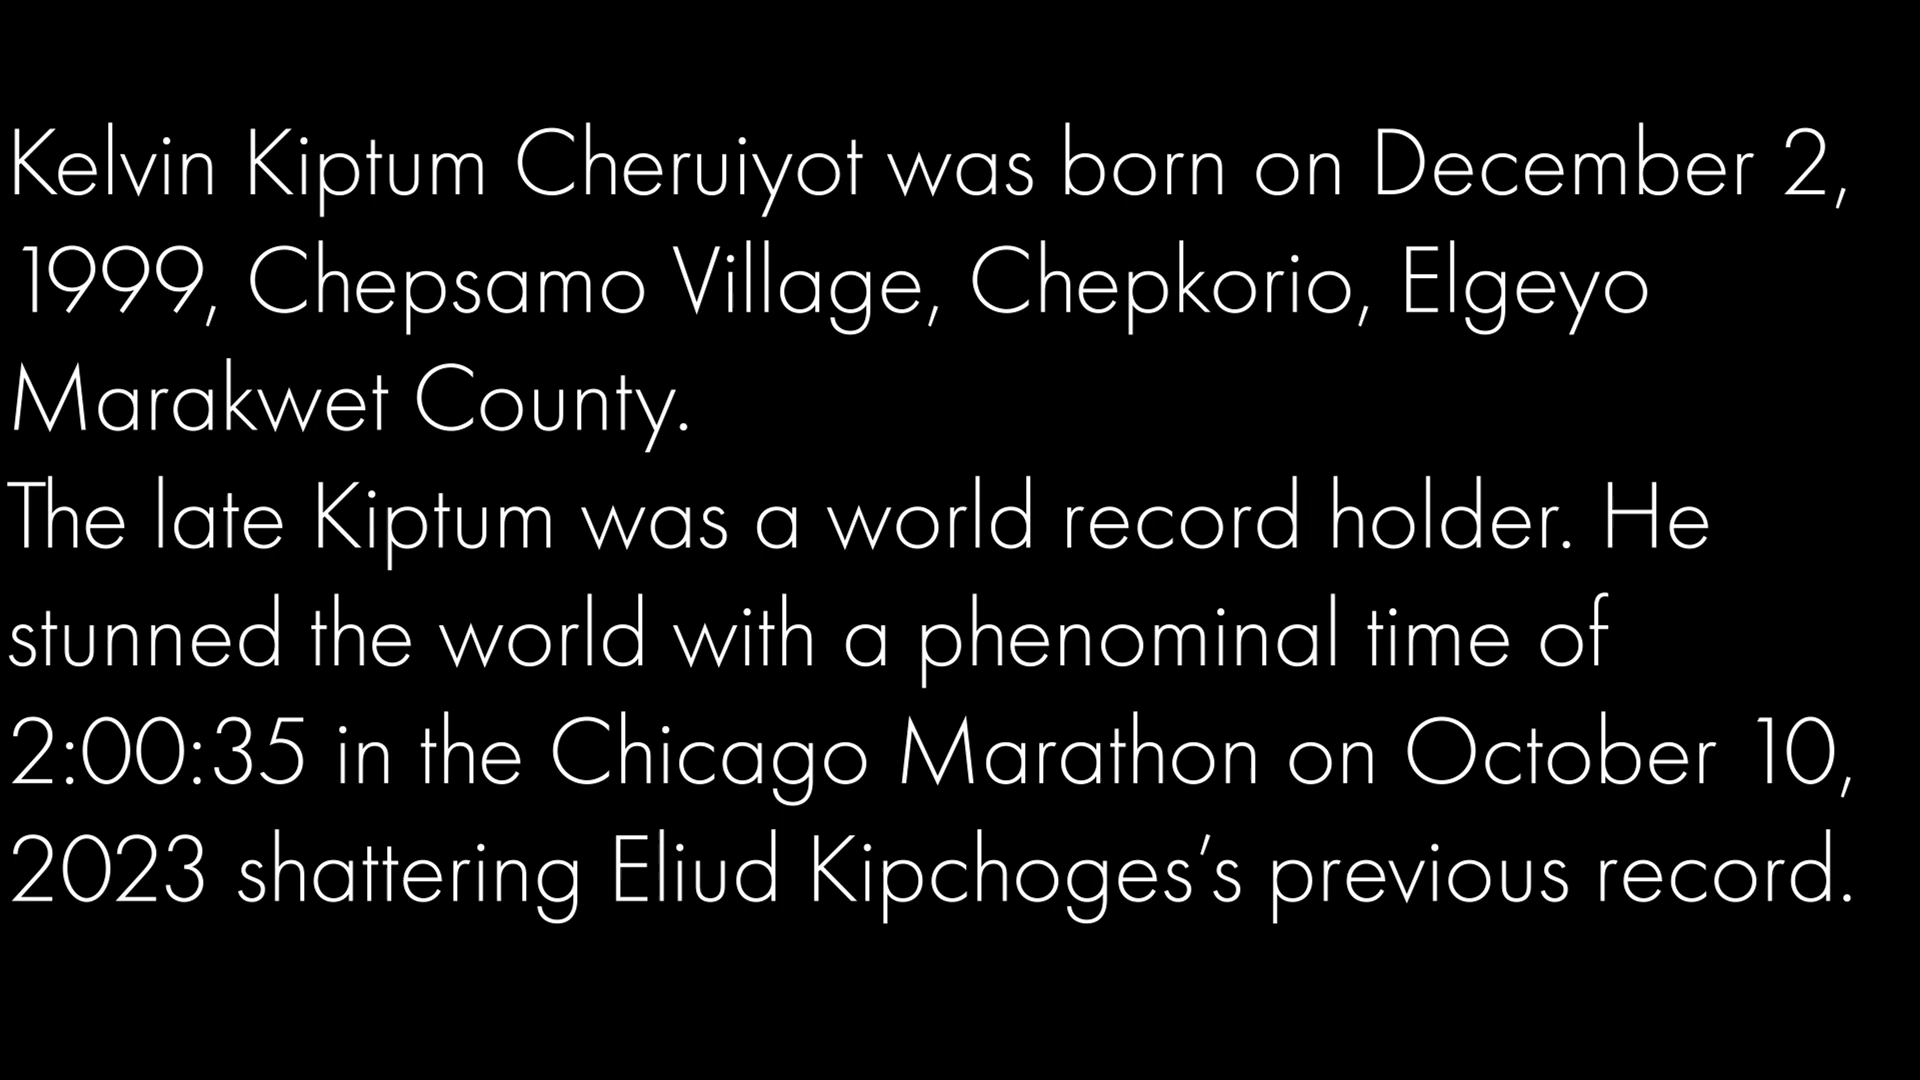 Kelvin Kiptum Cheruiyot was born on December 2,
1999, Chepsamo Village, Chepkorio, Elgeyo
Marakwet County.
The late Kiptum was a world record holder. He
stunned the world with a phenominal time of
2:00:35 in the Chicago Marathon on October 10,
2023 shattering Eliud Kipchoges’s previous record.